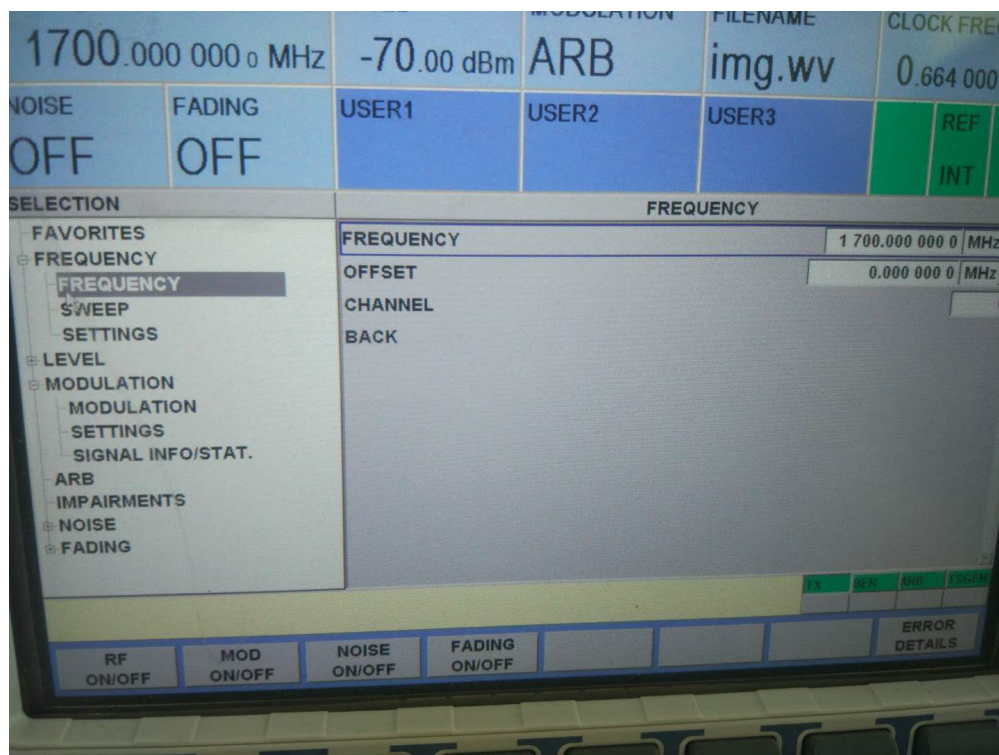 MODULATION FILENAME CLOCK FRE
1700.000 000 0 MHz -70.00 dBm ARB img.wv 0.664 000
NOISE FADING USER1 USER2 USER3 REF
OFF OFF INT
SELECTION FREQUENCY
FAVORITES
FREQUENCY
FREQUENCY
SWEEP
SETTINGS
LEVEL
MODULATION
MODULATION
SETTINGS
SIGNAL INFO/STAT.
ARB
IMPAIRMENTS
NOISE
FADING
FREQUENCY 1 700.000 000 0 MHz
OFFSET 0.000 000 0 MHz
CHANNEL
BACK
TX BER ARB TSGEN
RF ON/OFF
MOD ON/OFF
NOISE ON/OFF
FADING ON/OFF
ERROR DETAILS